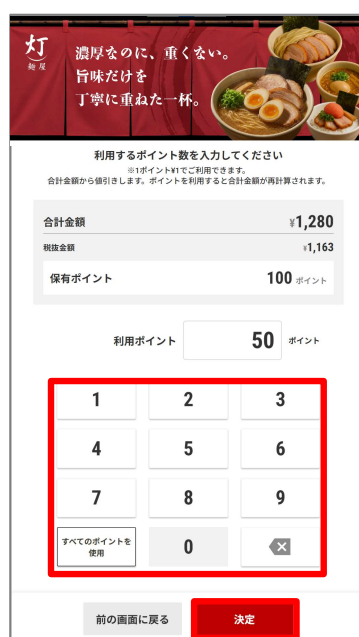 灯
麺屋
濃厚なのに、重くない。
旨味だけを
丁寧に重ねた一杯。
利用するポイント数を入力してください
※1ポイント¥1でご利用できます。
合計金額から値引きします。ポイントを利用すると合計金額が再計算されます。
合計金額 ¥1,280
税抜金額 ¥1,163
保有ポイント 100 ポイント
利用ポイント 50 ポイント
1 2 3
4 5 6
7 8 9
すべてのポイントを
使用
0
前の画面に戻る 決定